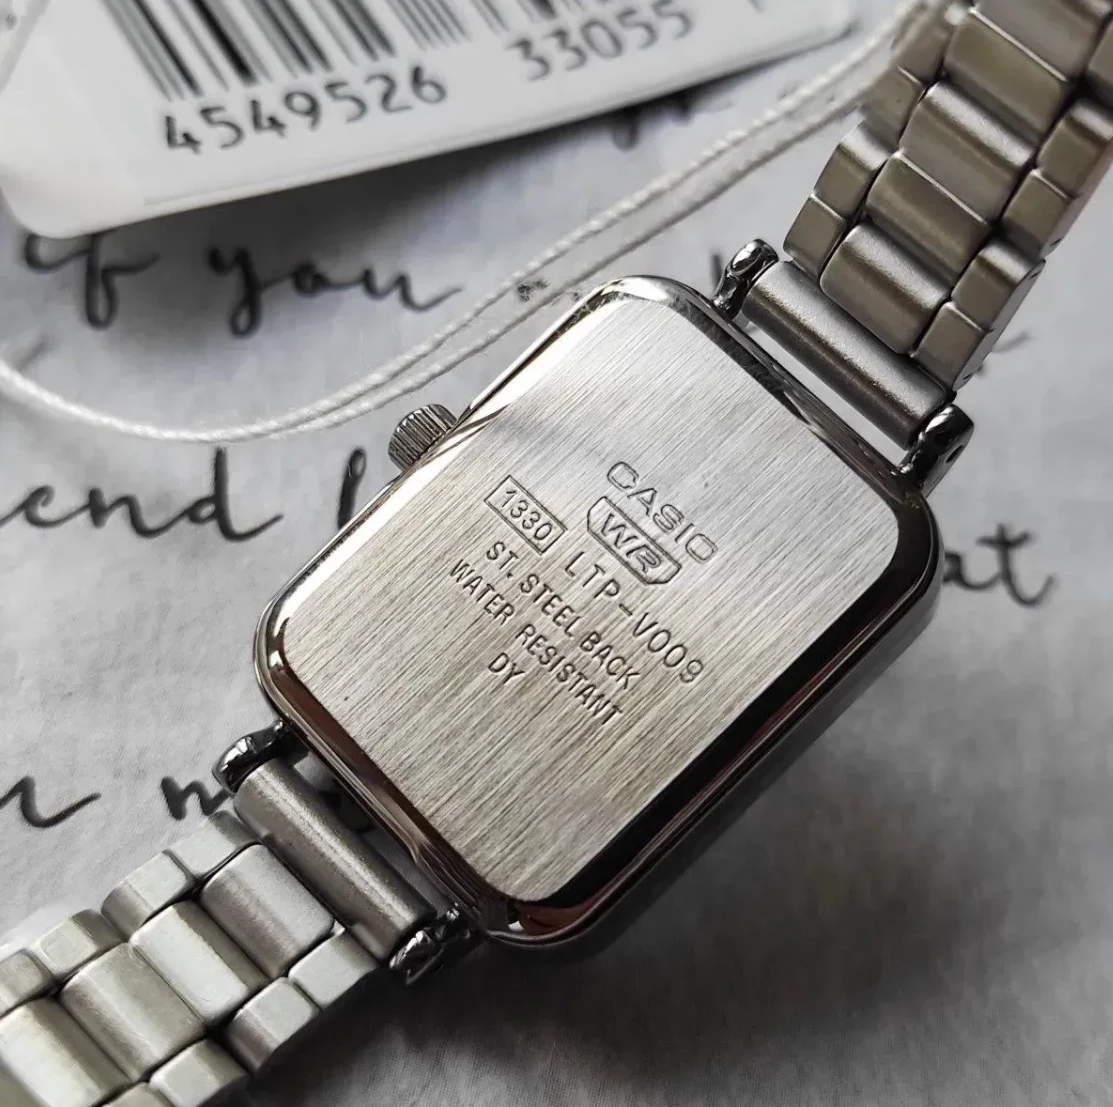 4549526 33055
if you
end
at
CASIO
WR
1330 LTP-V009
ST. STEEL BACK
WATER RESISTANT
DY